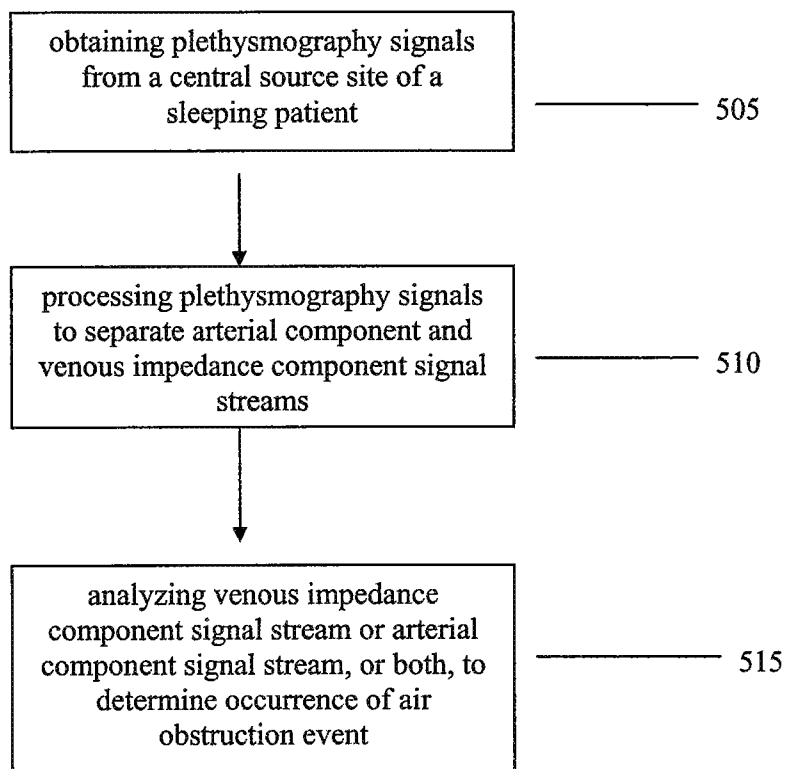 obtaining plethysmography signals
from a central source site of a
sleeping patient
505
processing plethysmography signals
to separate arterial component and
venous impedance component signal
streams
510
analyzing venous impedance
component signal stream or arterial
component signal stream, or both, to
determine occurrence of air
obstruction event
515